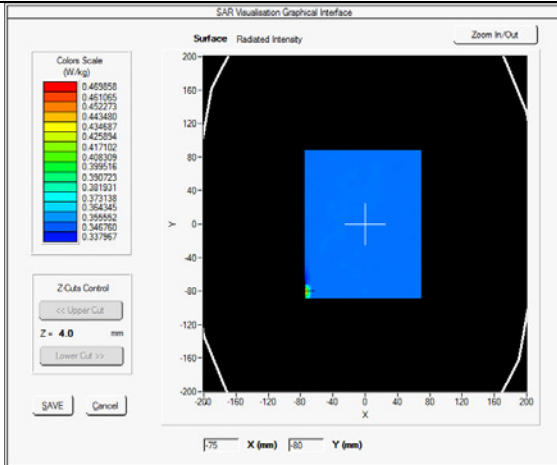 SAR Visualisation Graphical Interface
Surface Radiated Intensity
Zoom In/Out
Colors Scale
(W/kg)
0.469858
0.461065
0.452273
0.443480
0.434687
0.425894
0.417102
0.408309
0.399516
0.390723
0.381931
0.373138
0.364345
0.355552
0.346760
0.337967
Z-Cuts Control
<< Upper Cut
Z = 4.0 mm
Lower Cut >>
SAVE Cancel
Y
200-
160-
120-
80-
40-
0-
-40-
-80-
-120-
-160-
-200-
-200 -160 -120 -80 -40 0 40 80 120 160 200
X
-75 X (mm) -80 Y (mm)